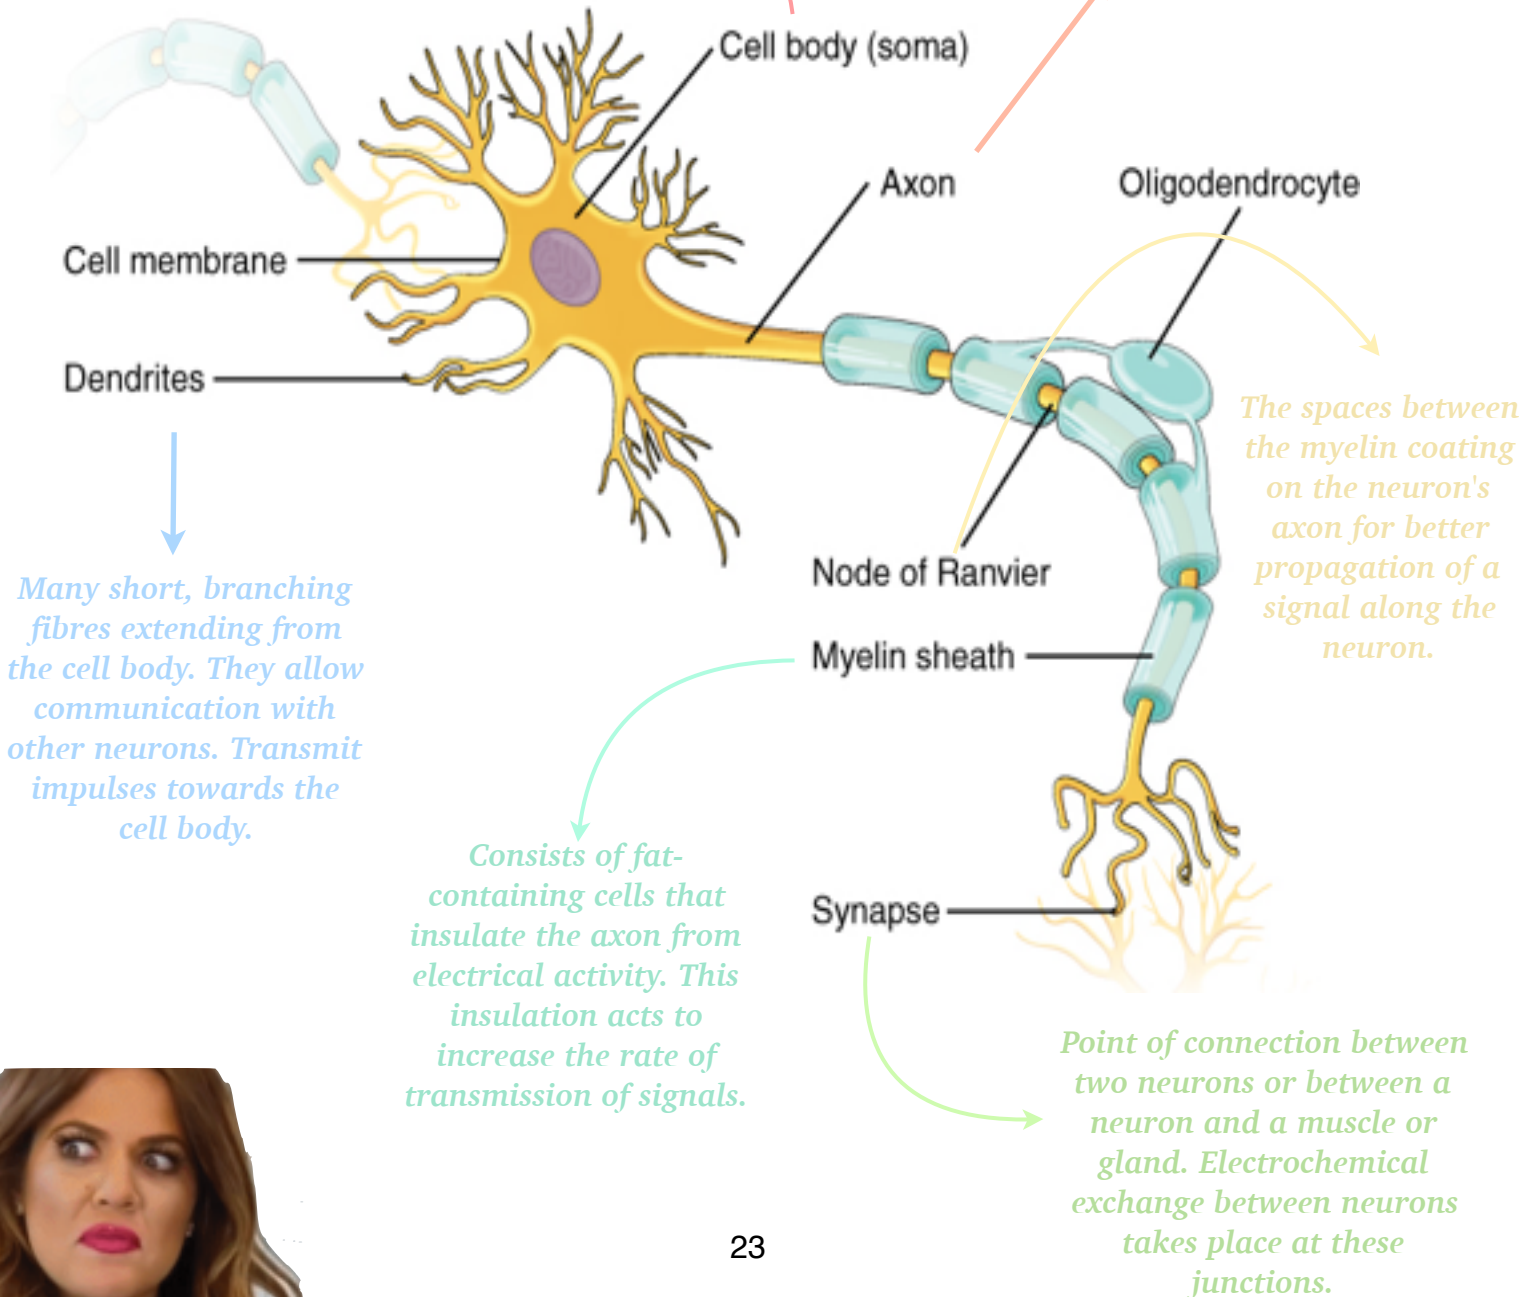 Cell body (soma)
Axon
Oligodendrocyte
Cell membrane
Dendrites
The spaces between
the myelin coating
on the neuron's
axon for better
propagation of a
signal along the
neuron.
Node of Ranvier
Many short, branching
fibres extending from
the cell body. They allow
communication with
other neurons. Transmit
impulses towards the
cell body.
Myelin sheath
Consists of fat-
containing cells that
insulate the axon from
electrical activity. This
insulation acts to
increase the rate of
transmission of signals.
Synapse
Point of connection between
two neurons or between a
neuron and a muscle or
gland. Electrochemical
exchange between neurons
takes place at these
junctions.
23